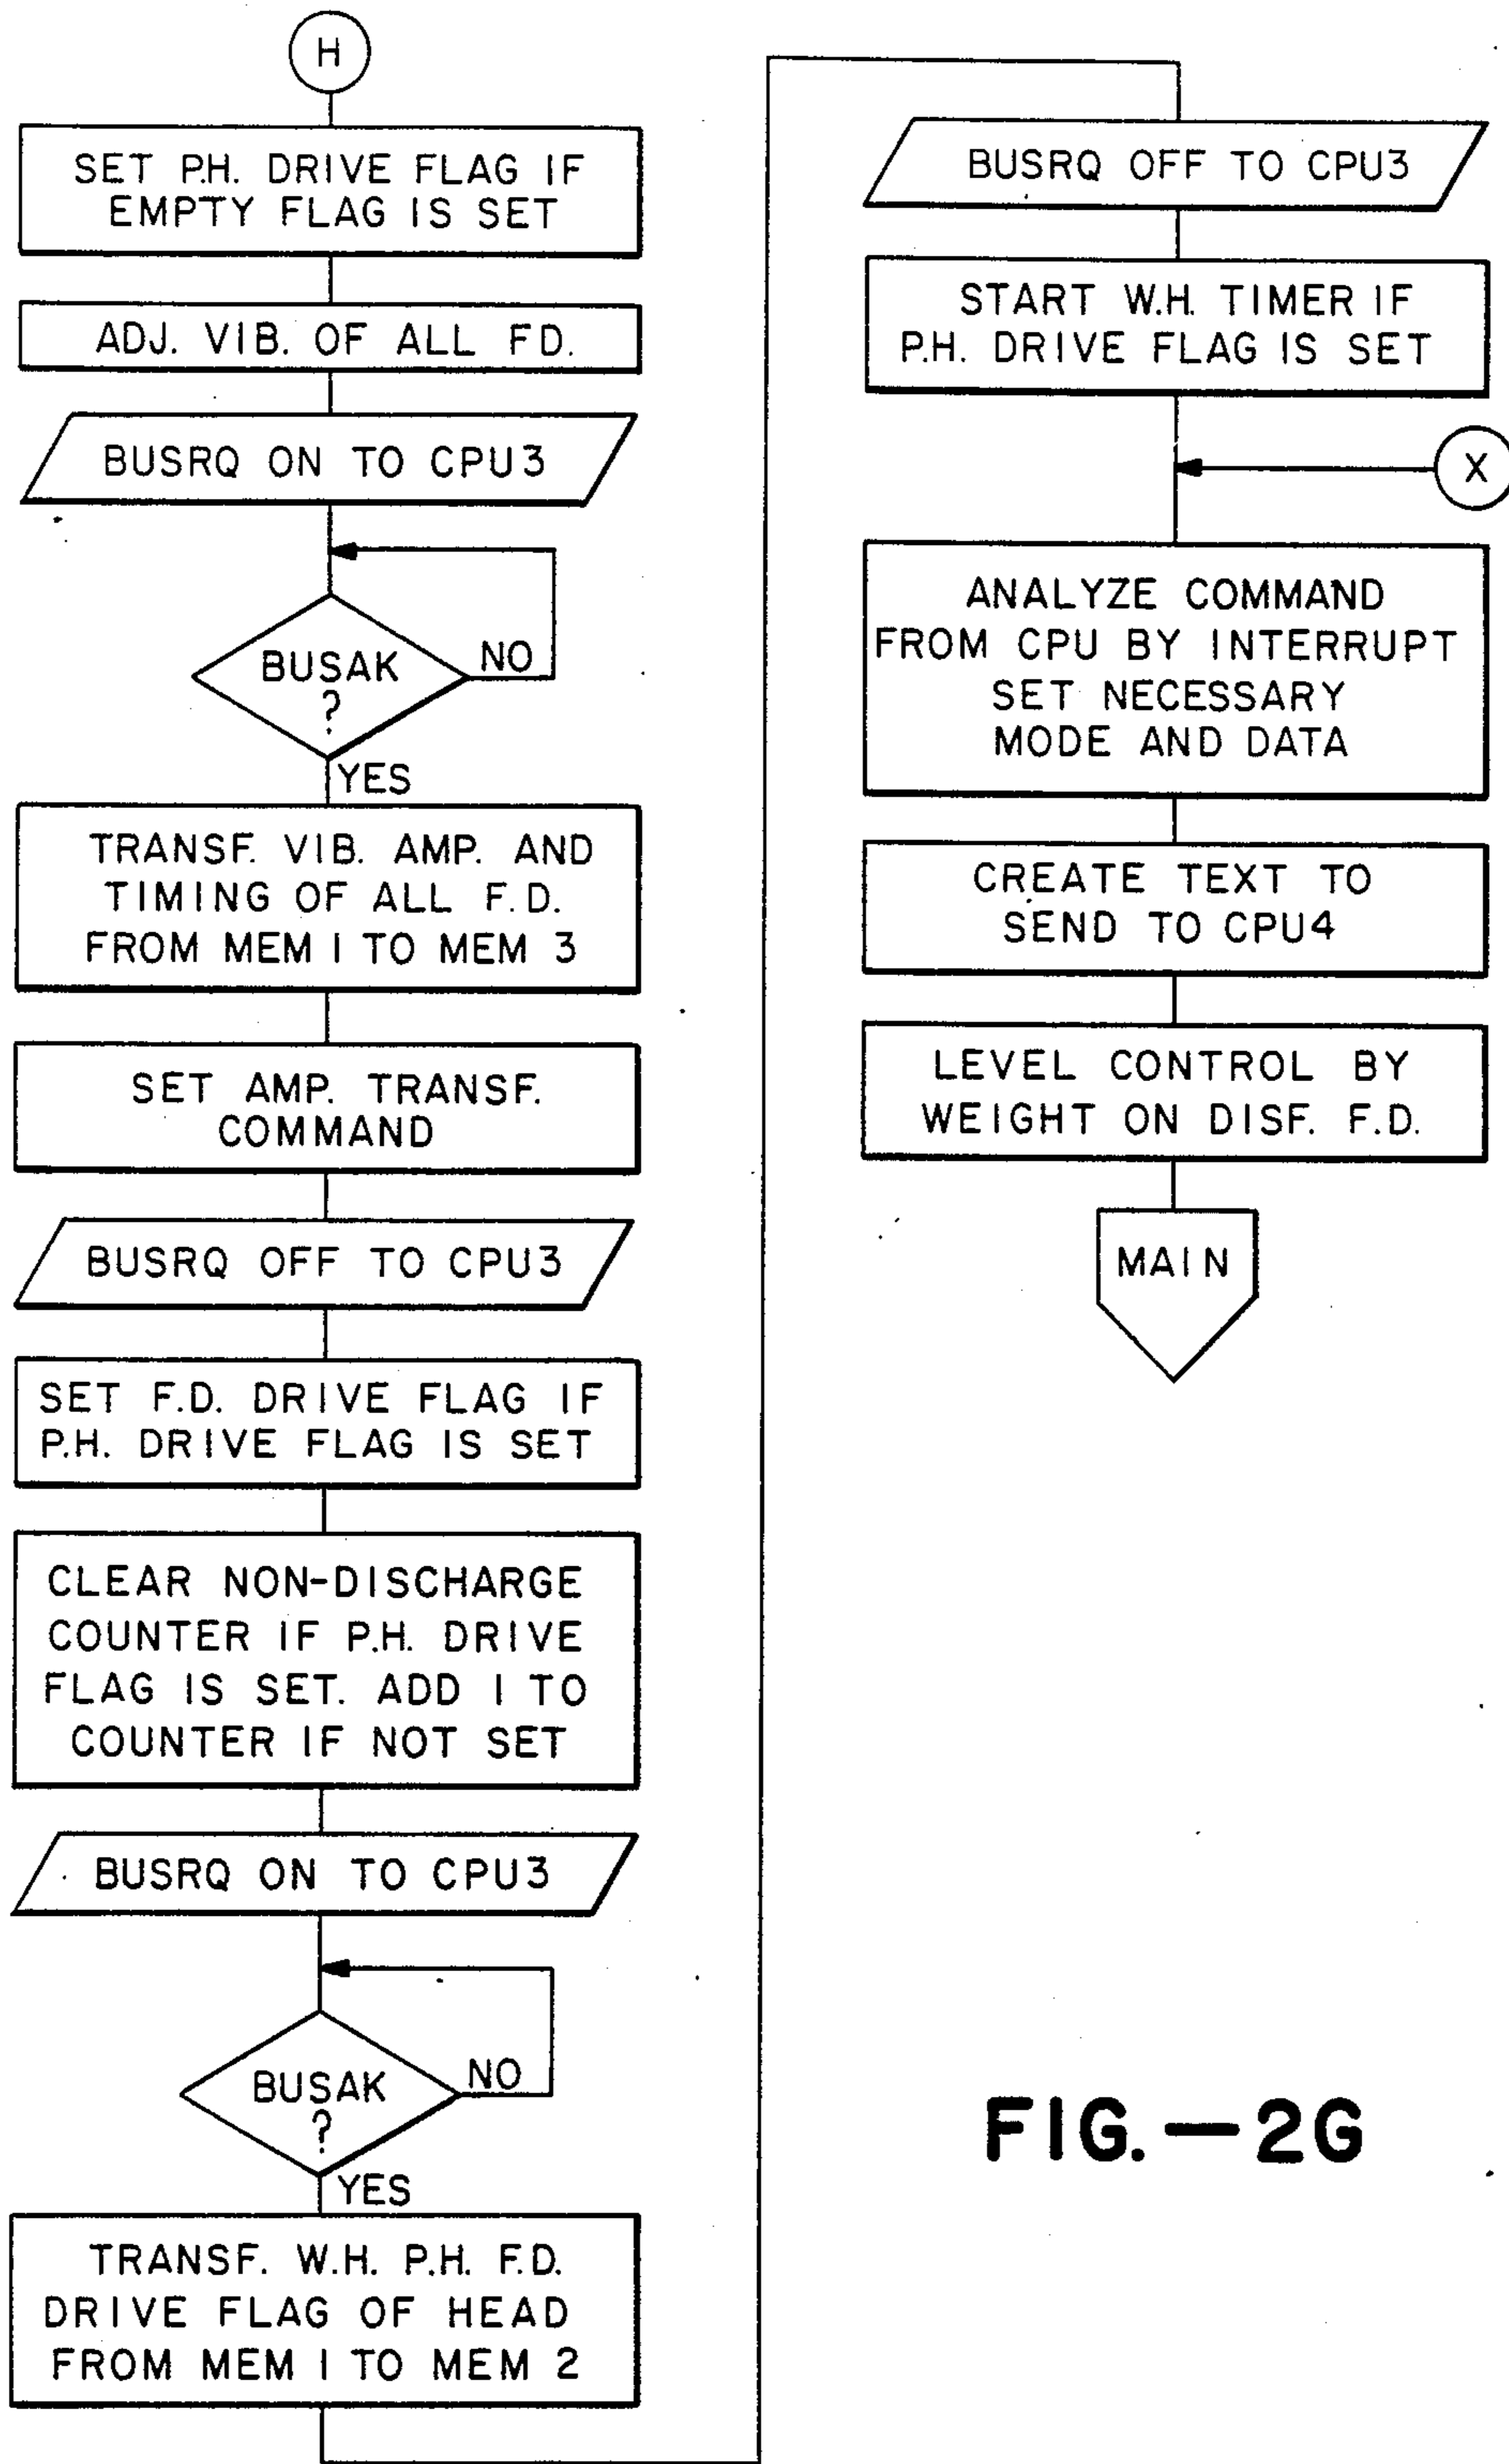 H
SET P.H. DRIVE FLAG IF
EMPTY FLAG IS SET
ADJ. VIB. OF ALL FD.
BUSRQ ON TO CPU3
BUSAK
?
NO
YES
TRANSF. VIB. AMP. AND
TIMING OF ALL F.D.
FROM MEM 1 TO MEM 3
SET AMP. TRANSF.
COMMAND
BUSRQ OFF TO CPU3
SET F.D. DRIVE FLAG IF
P.H. DRIVE FLAG IS SET
CLEAR NON-DISCHARGE
COUNTER IF P.H. DRIVE
FLAG IS SET. ADD 1 TO
COUNTER IF NOT SET
BUSRQ ON TO CPU3
BUSAK
?
NO
YES
TRANSF. W.H. P.H. F.D.
DRIVE FLAG OF HEAD
FROM MEM 1 TO MEM 2
BUSRQ OFF TO CPU3
START W.H. TIMER IF
P.H. DRIVE FLAG IS SET
X
ANALYZE COMMAND
FROM CPU BY INTERRUPT
SET NECESSARY
MODE AND DATA
CREATE TEXT TO
SEND TO CPU4
LEVEL CONTROL BY
WEIGHT ON DISF. F.D.
MAIN
FIG.—2G